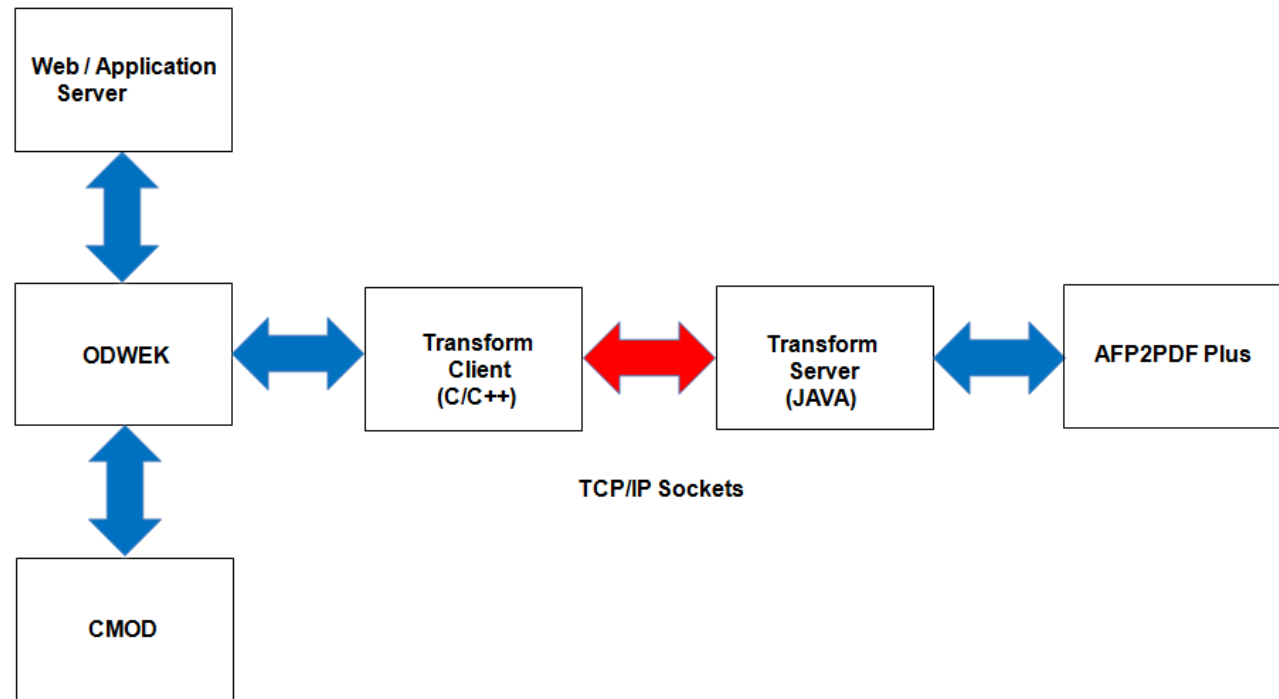 Web / Application
Server
ODWEK
Transform
Client
(C/C++)
Transform
Server
(JAVA)
AFP2PDF Plus
TCP/IP Sockets
CMOD